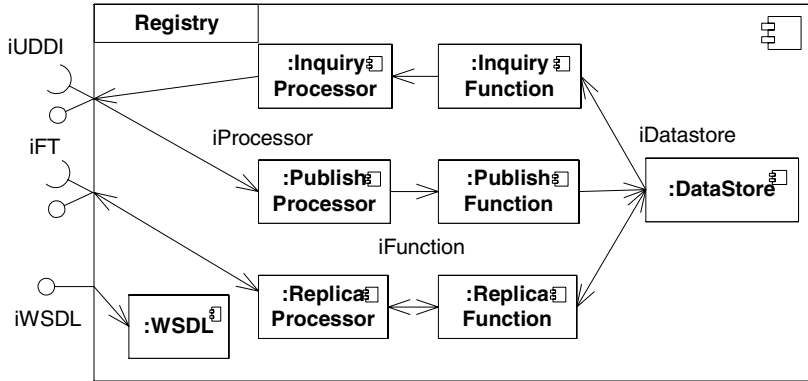 Registry
iUDDI
:Inquiry
Processor
:Inquiry
Function
iProcessor
iDatastore
iFT
:Publish
Processor
:Publish
Function
:DataStore
iFunction
iWSDL
:WSDL
:Replica
Processor
:Replica
Function